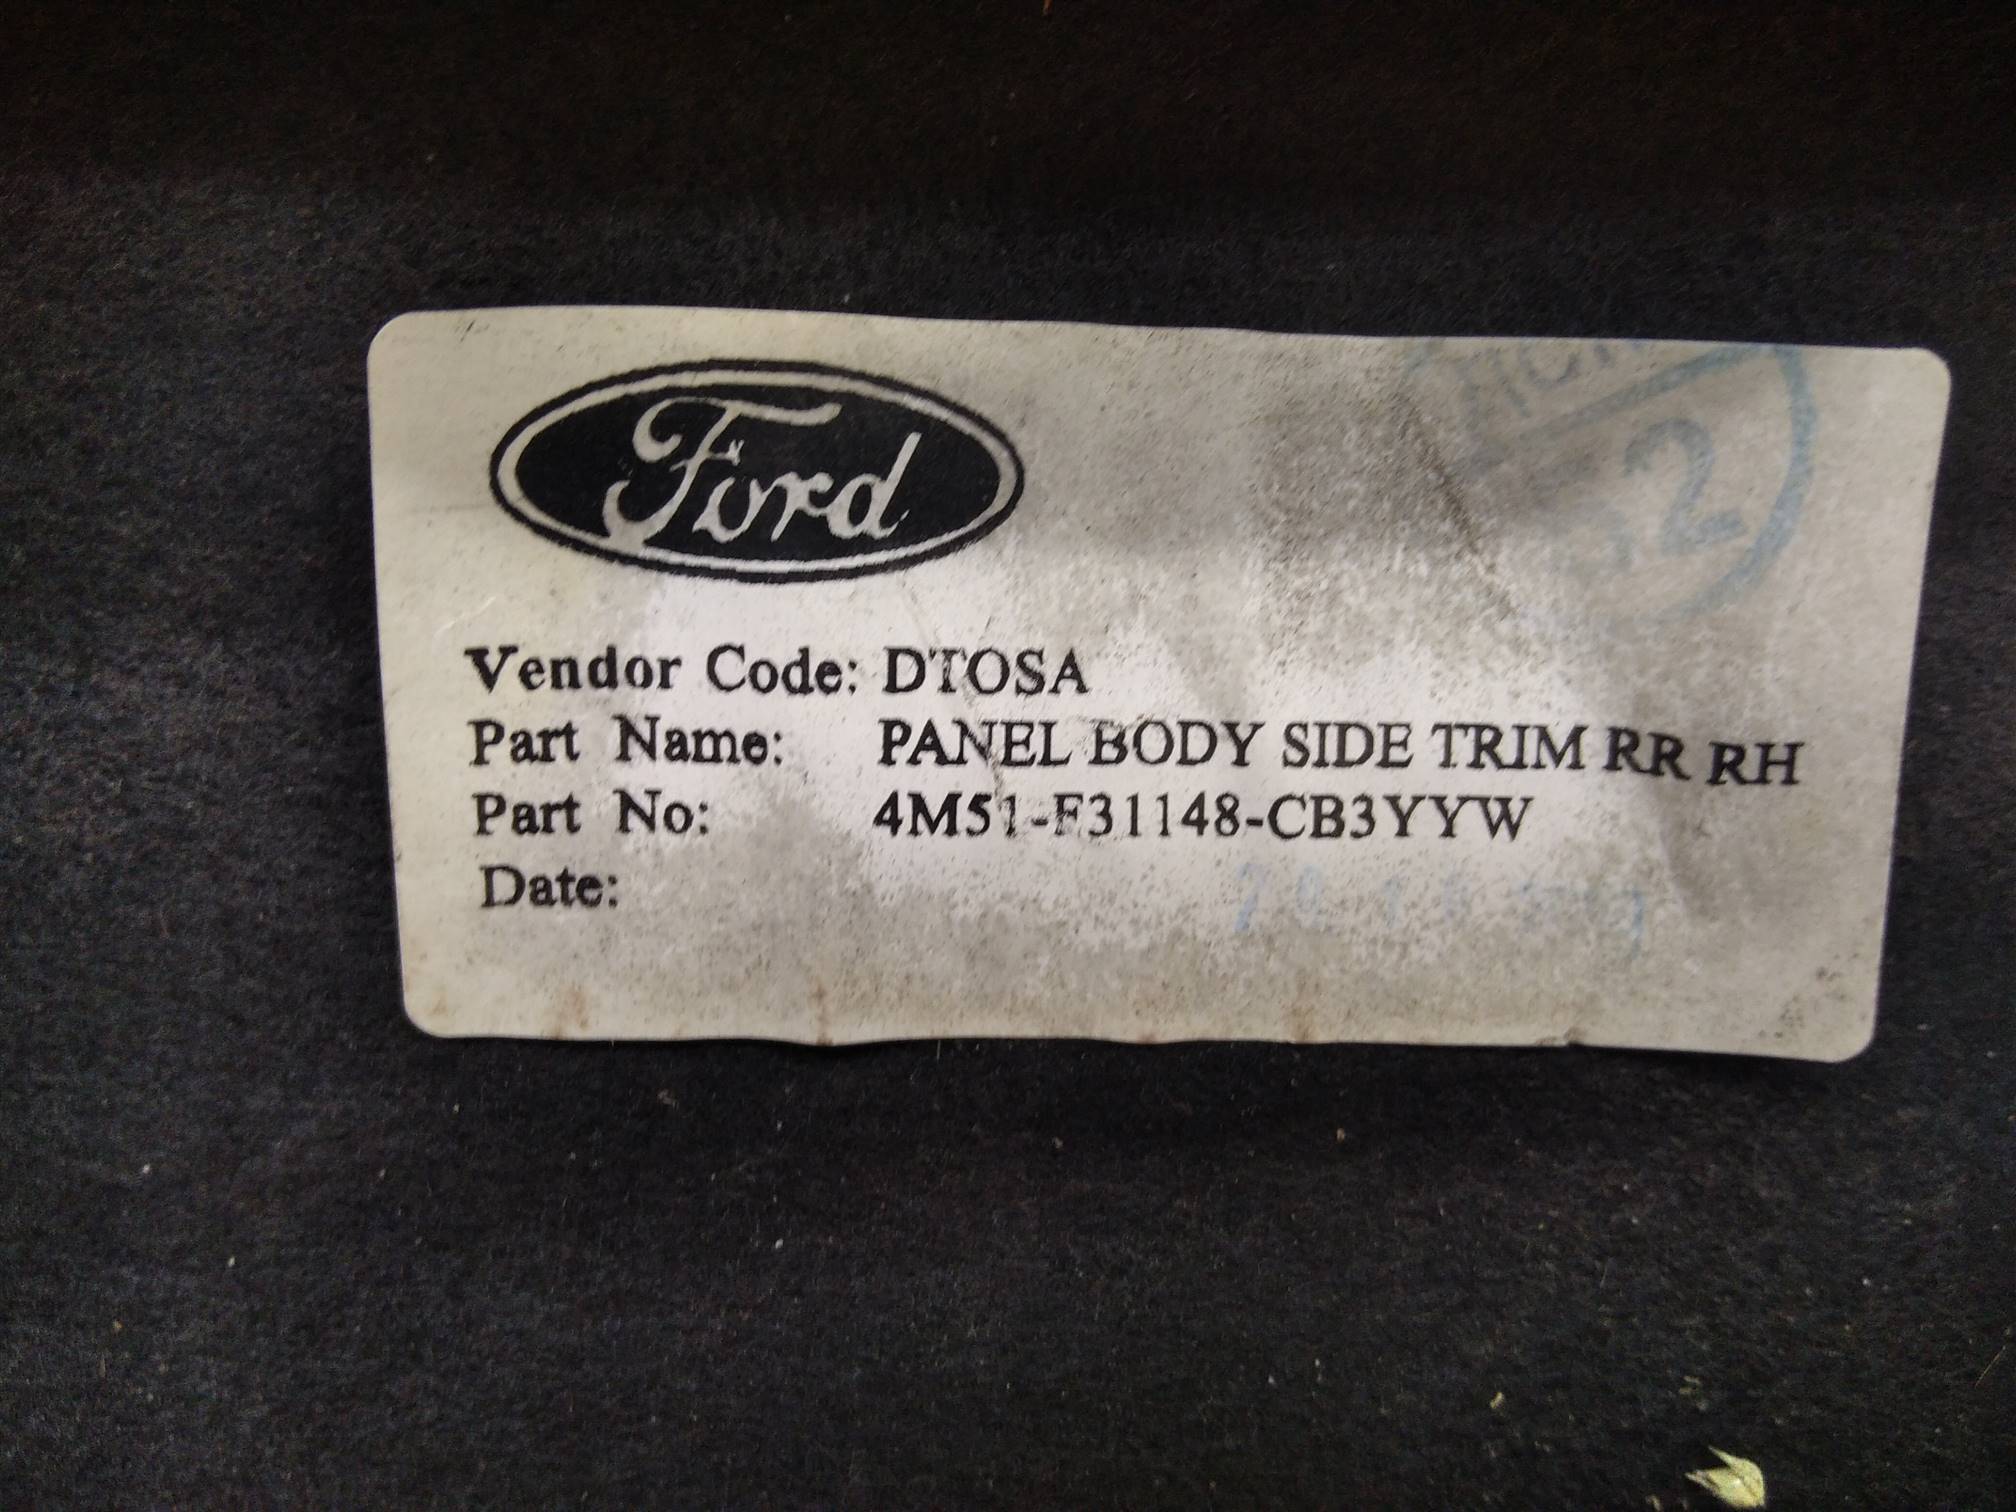 Ford
Vendor Code: DTOSA
Part Name: PANEL BODY SIDE TRIM RR RH
Part No: 4M51-F31148-CB3YYW
Date: